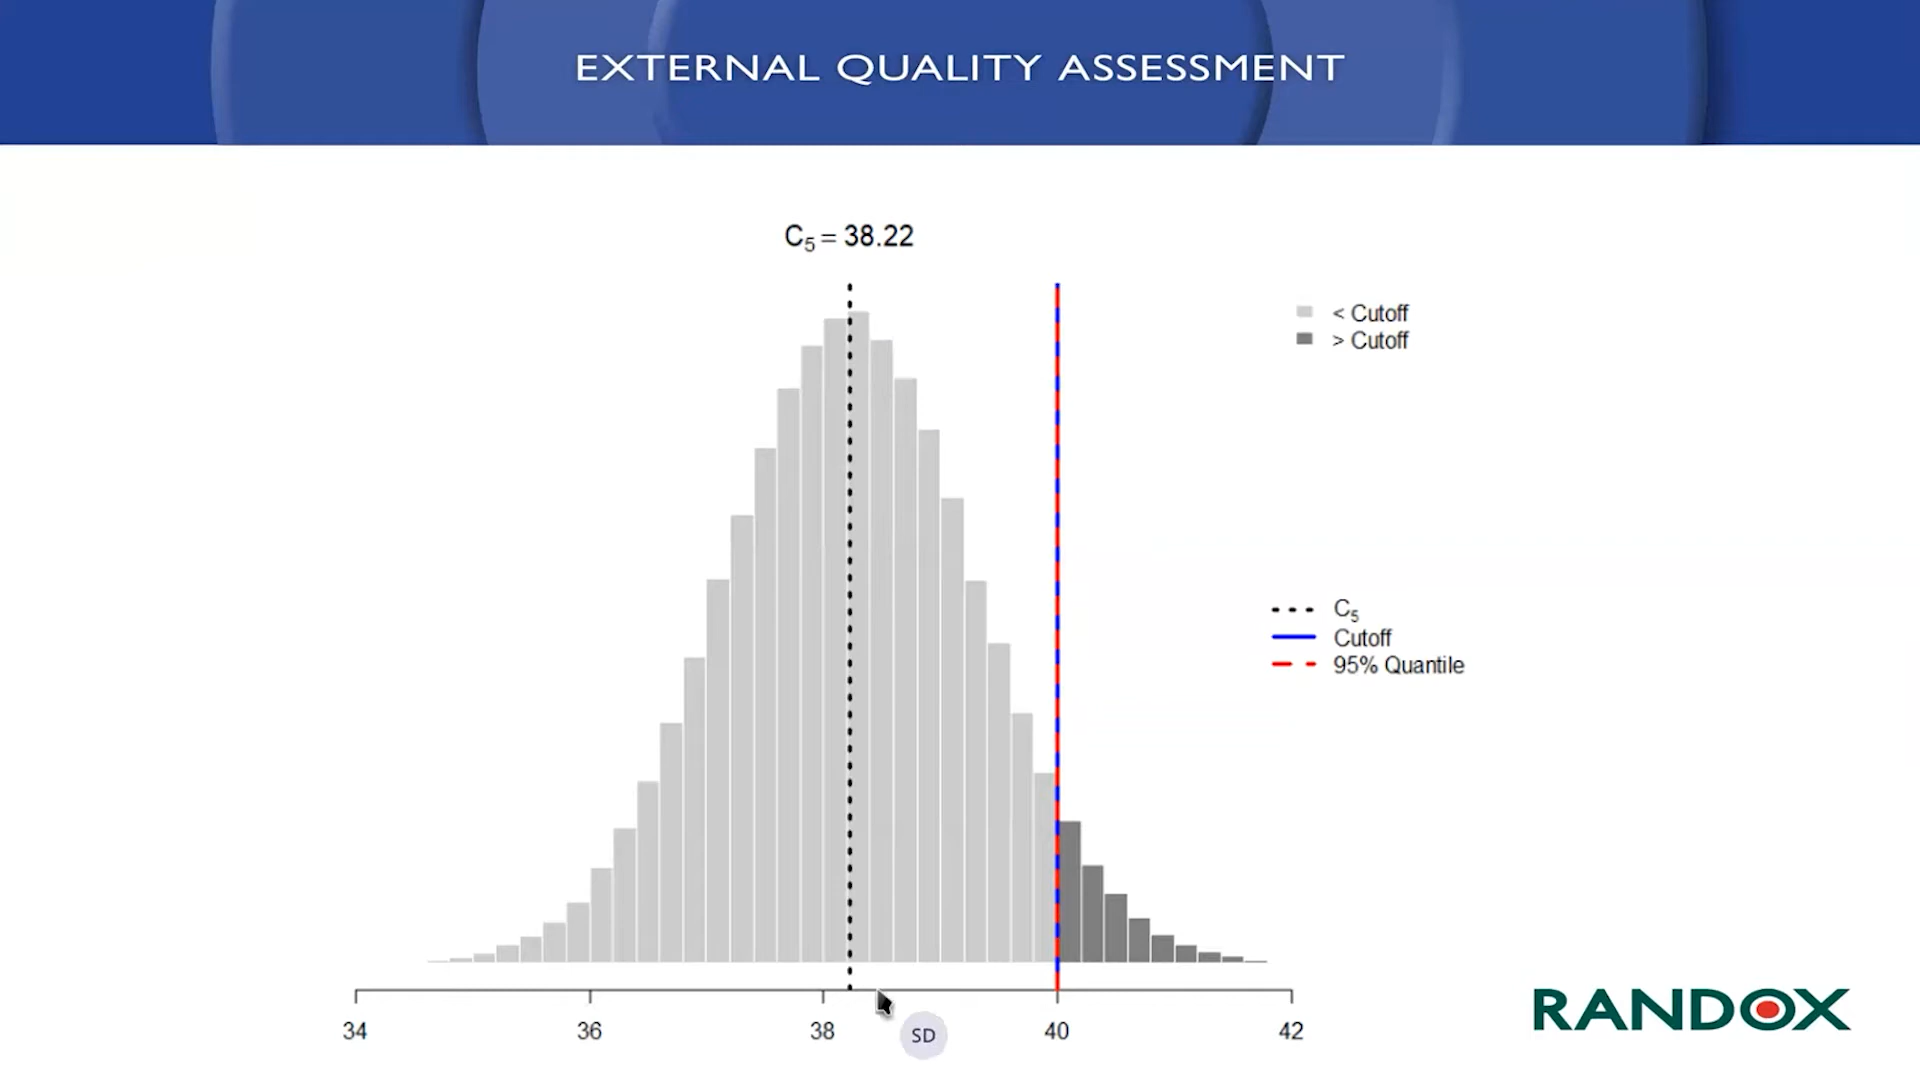 EXTERNAL QUALITY ASSESSMENT
C₅ = 38.22
< Cutoff
> Cutoff
C₅
Cutoff
95% Quantile
34 36 38 40 42
SD
RANDOX